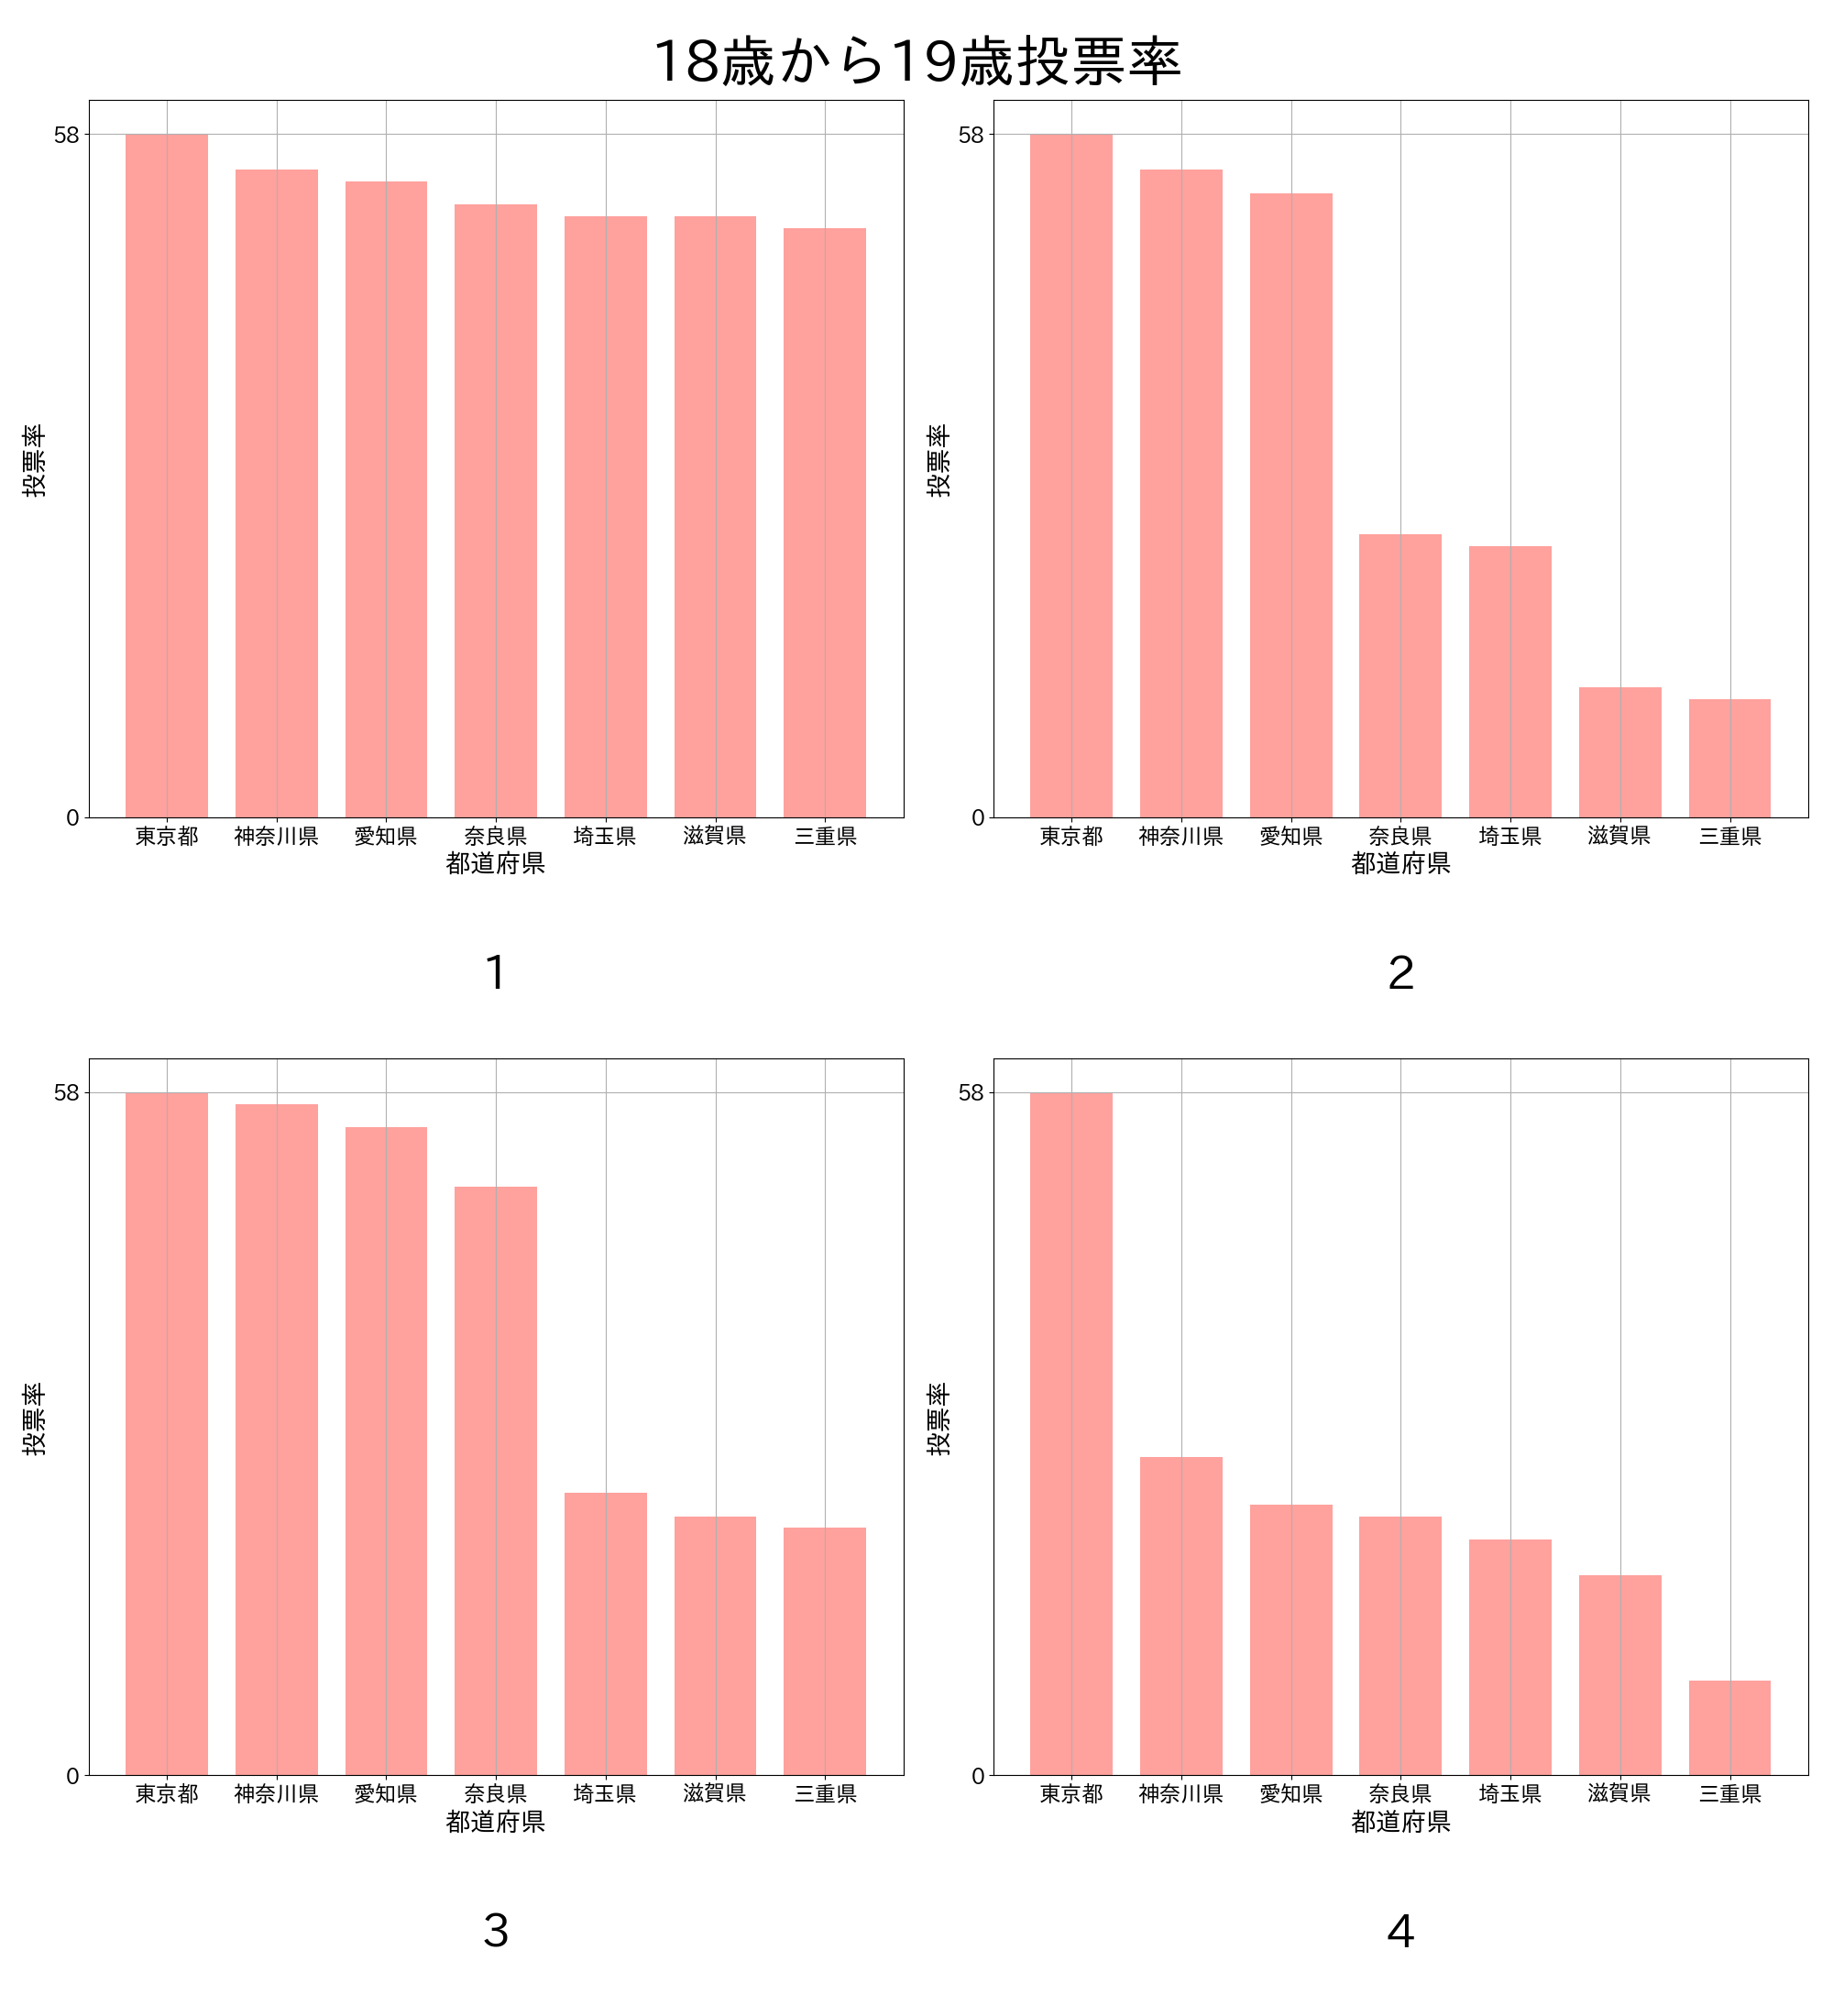 18歳から19歳投票率
58
0
投票率
東京都 神奈川県 愛知県 奈良県 埼玉県 滋賀県 三重県
都道府県
1
58
0
投票率
東京都 神奈川県 愛知県 奈良県 埼玉県 滋賀県 三重県
都道府県
2
58
0
投票率
東京都 神奈川県 愛知県 奈良県 埼玉県 滋賀県 三重県
都道府県
3
58
0
投票率
東京都 神奈川県 愛知県 奈良県 埼玉県 滋賀県 三重県
都道府県
4